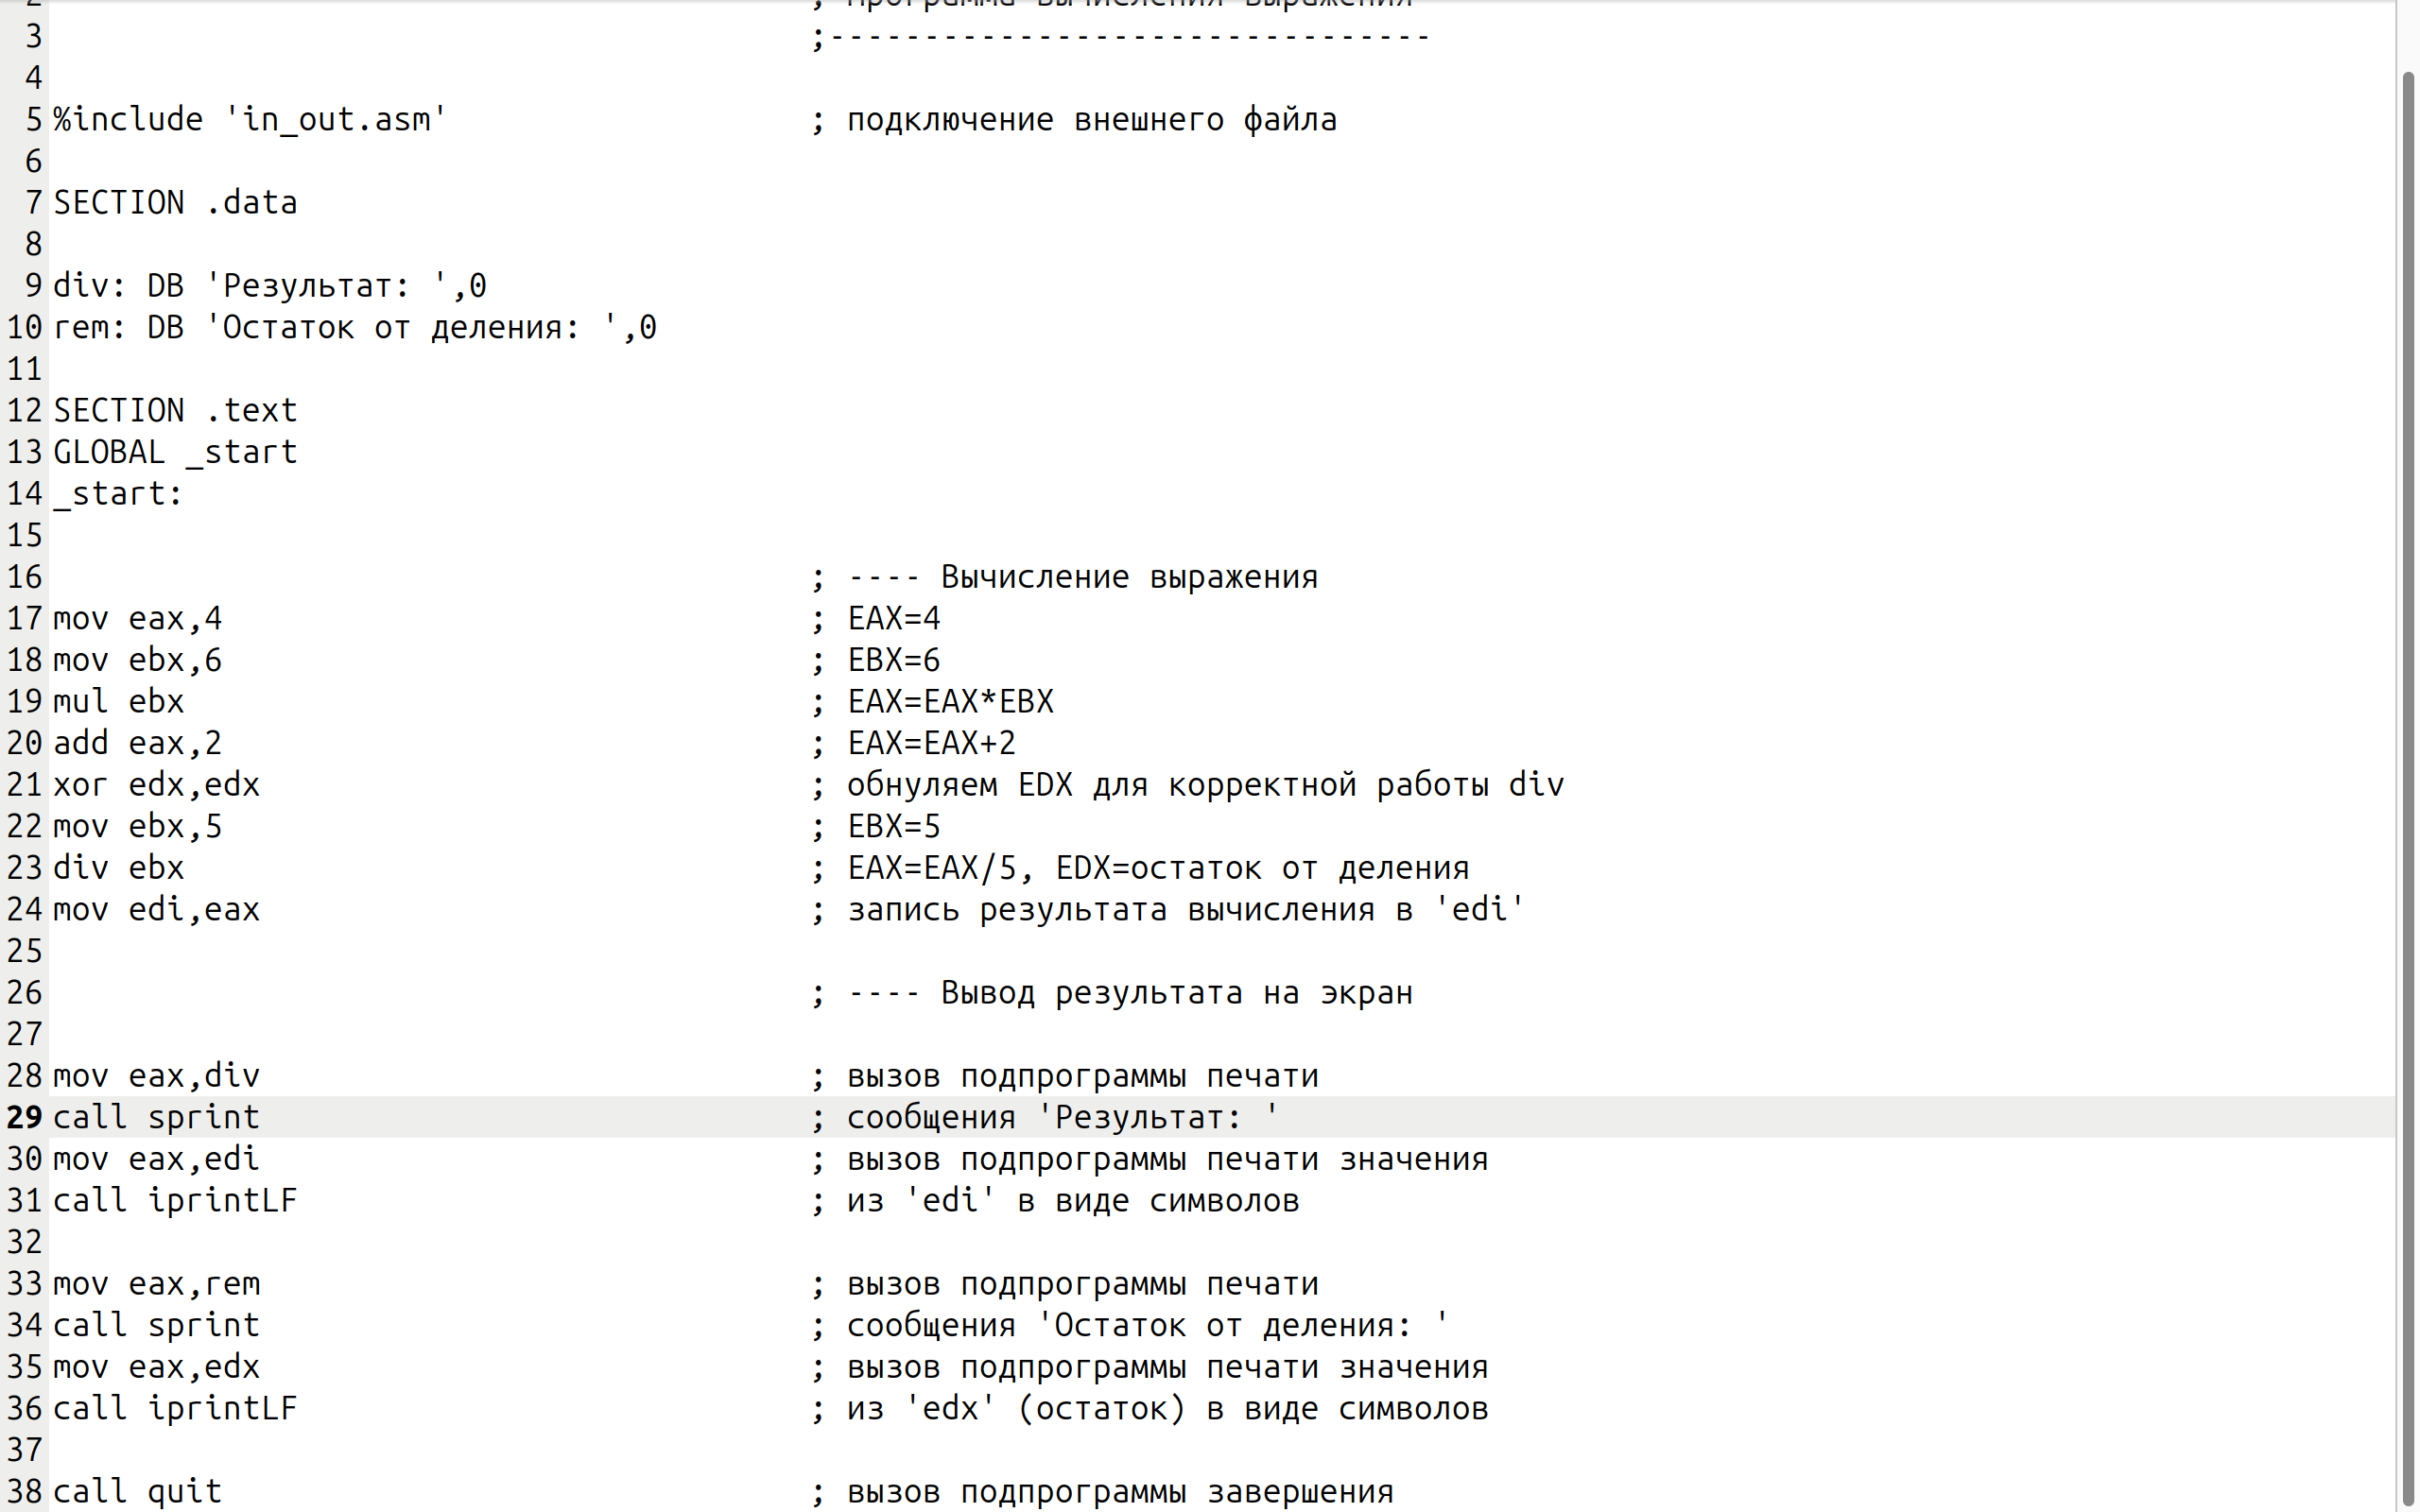 2 ; Программа вычисления выражения
3 ;--------------------------------
4
5 %include 'in_out.asm' ; подключение внешнего файла
6
7 SECTION .data
8
9 div: DB 'Результат: ',0
10 rem: DB 'Остаток от деления: ',0
11
12 SECTION .text
13 GLOBAL _start
14 _start:
15
16 ; ---- Вычисление выражения
17 mov eax,4 ; EAX=4
18 mov ebx,6 ; EBX=6
19 mul ebx ; EAX=EAX*EBX
20 add eax,2 ; EAX=EAX+2
21 xor edx,edx ; обнуляем EDX для корректной работы div
22 mov ebx,5 ; EBX=5
23 div ebx ; EAX=EAX/5, EDX=остаток от деления
24 mov edi,eax ; запись результата вычисления в 'edi'
25
26 ; ---- Вывод результата на экран
27
28 mov eax,div ; вызов подпрограммы печати
29 call sprint ; сообщения 'Результат: '
30 mov eax,edi ; вызов подпрограммы печати значения
31 call iprintLF ; из 'edi' в виде символов
32
33 mov eax,rem ; вызов подпрограммы печати
34 call sprint ; сообщения 'Остаток от деления: '
35 mov eax,edx ; вызов подпрограммы печати значения
36 call iprintLF ; из 'edx' (остаток) в виде символов
37
38 call quit ; вызов подпрограммы завершения